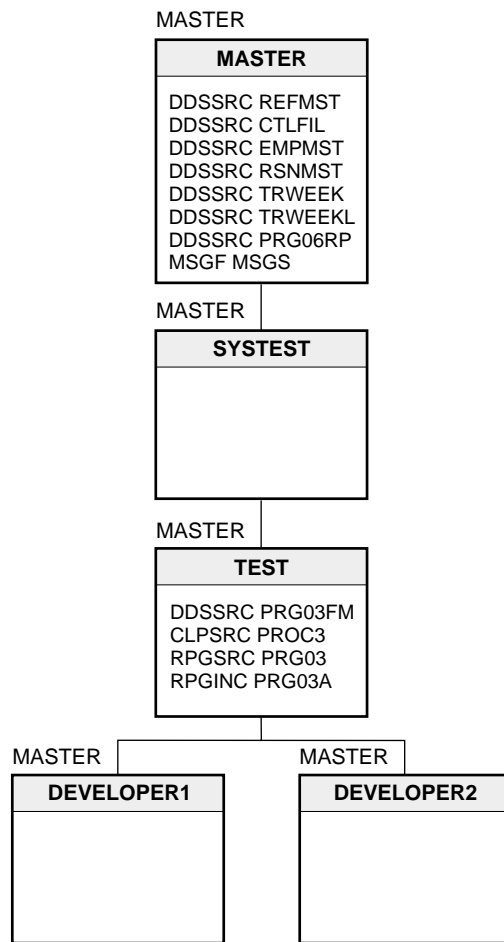 MASTER
MASTER
DDSSRC REFMST
DDSSRC CTLFIL
DDSSRC EMPMST
DDSSRC RSNMST
DDSSRC TRWEEK
DDSSRC TRWEEKL
DDSSRC PRG06RP
MSGF MSGS
MASTER
SYSTEST
MASTER
TEST
DDSSRC PRG03FM
CLPSRC PROC3
RPGSRC PRG03
RPGINC PRG03A
MASTER
DEVELOPER1
MASTER
DEVELOPER2